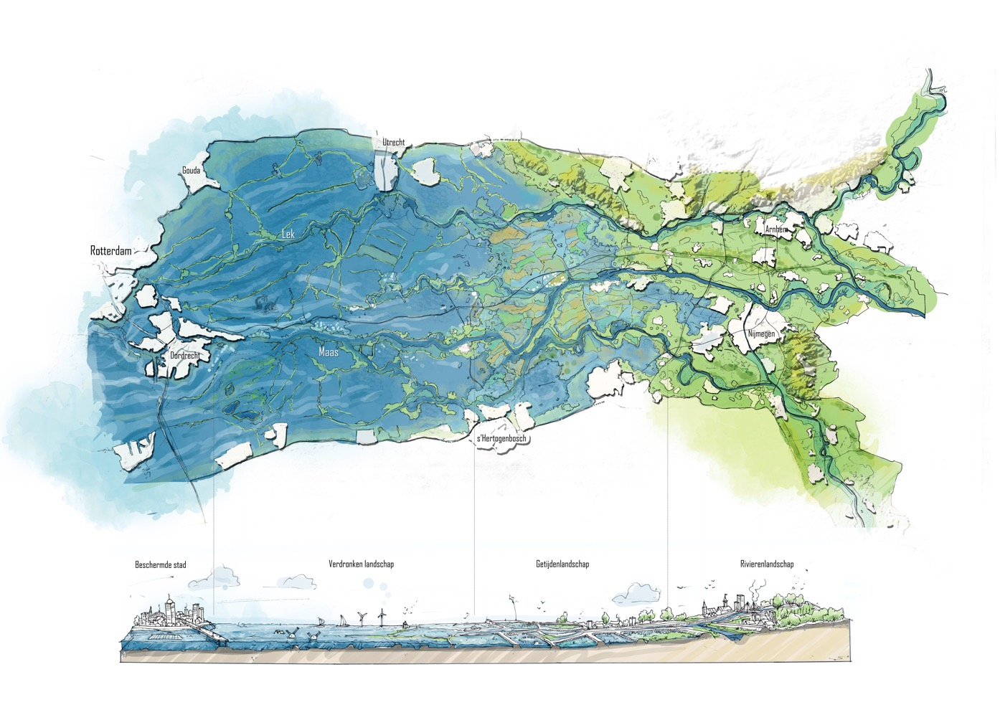 Utrecht
Gouda
Lek
Arnhem
Rotterdam
Nijmegen
Maas
Dordrecht
s'Hertogenbosch
Beschermde stad
Verdronken landschap
Getijdenlandschap
Rivierenlandschap